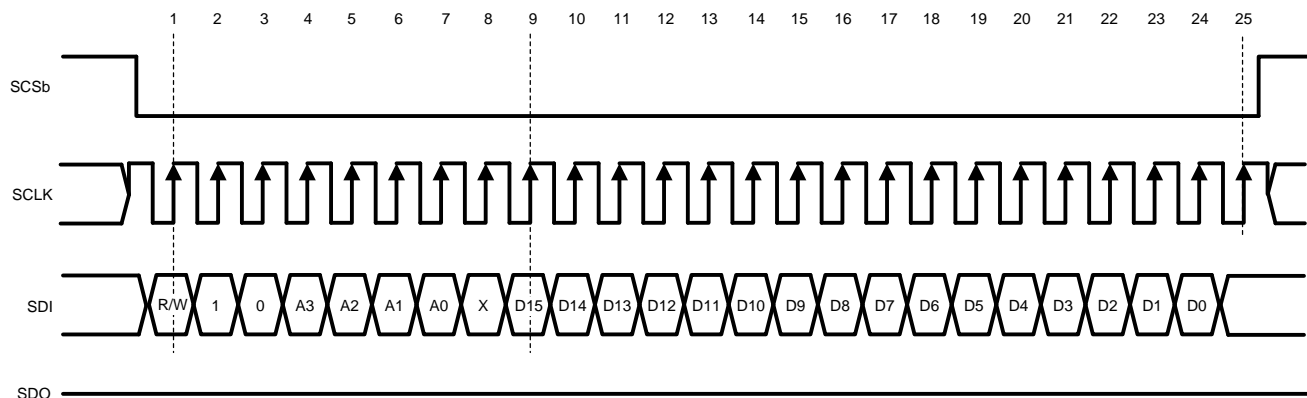 1 2 3 4 5 6 7 8 9 10 11 12 13 14 15 16 17 18 19 20 21 22 23 24 25
SCSb
SCLK
SDI R/W 1 0 A3 A2 A1 A0 X D15 D14 D13 D12 D11 D10 D9 D8 D7 D6 D5 D4 D3 D2 D1 D0
SDO